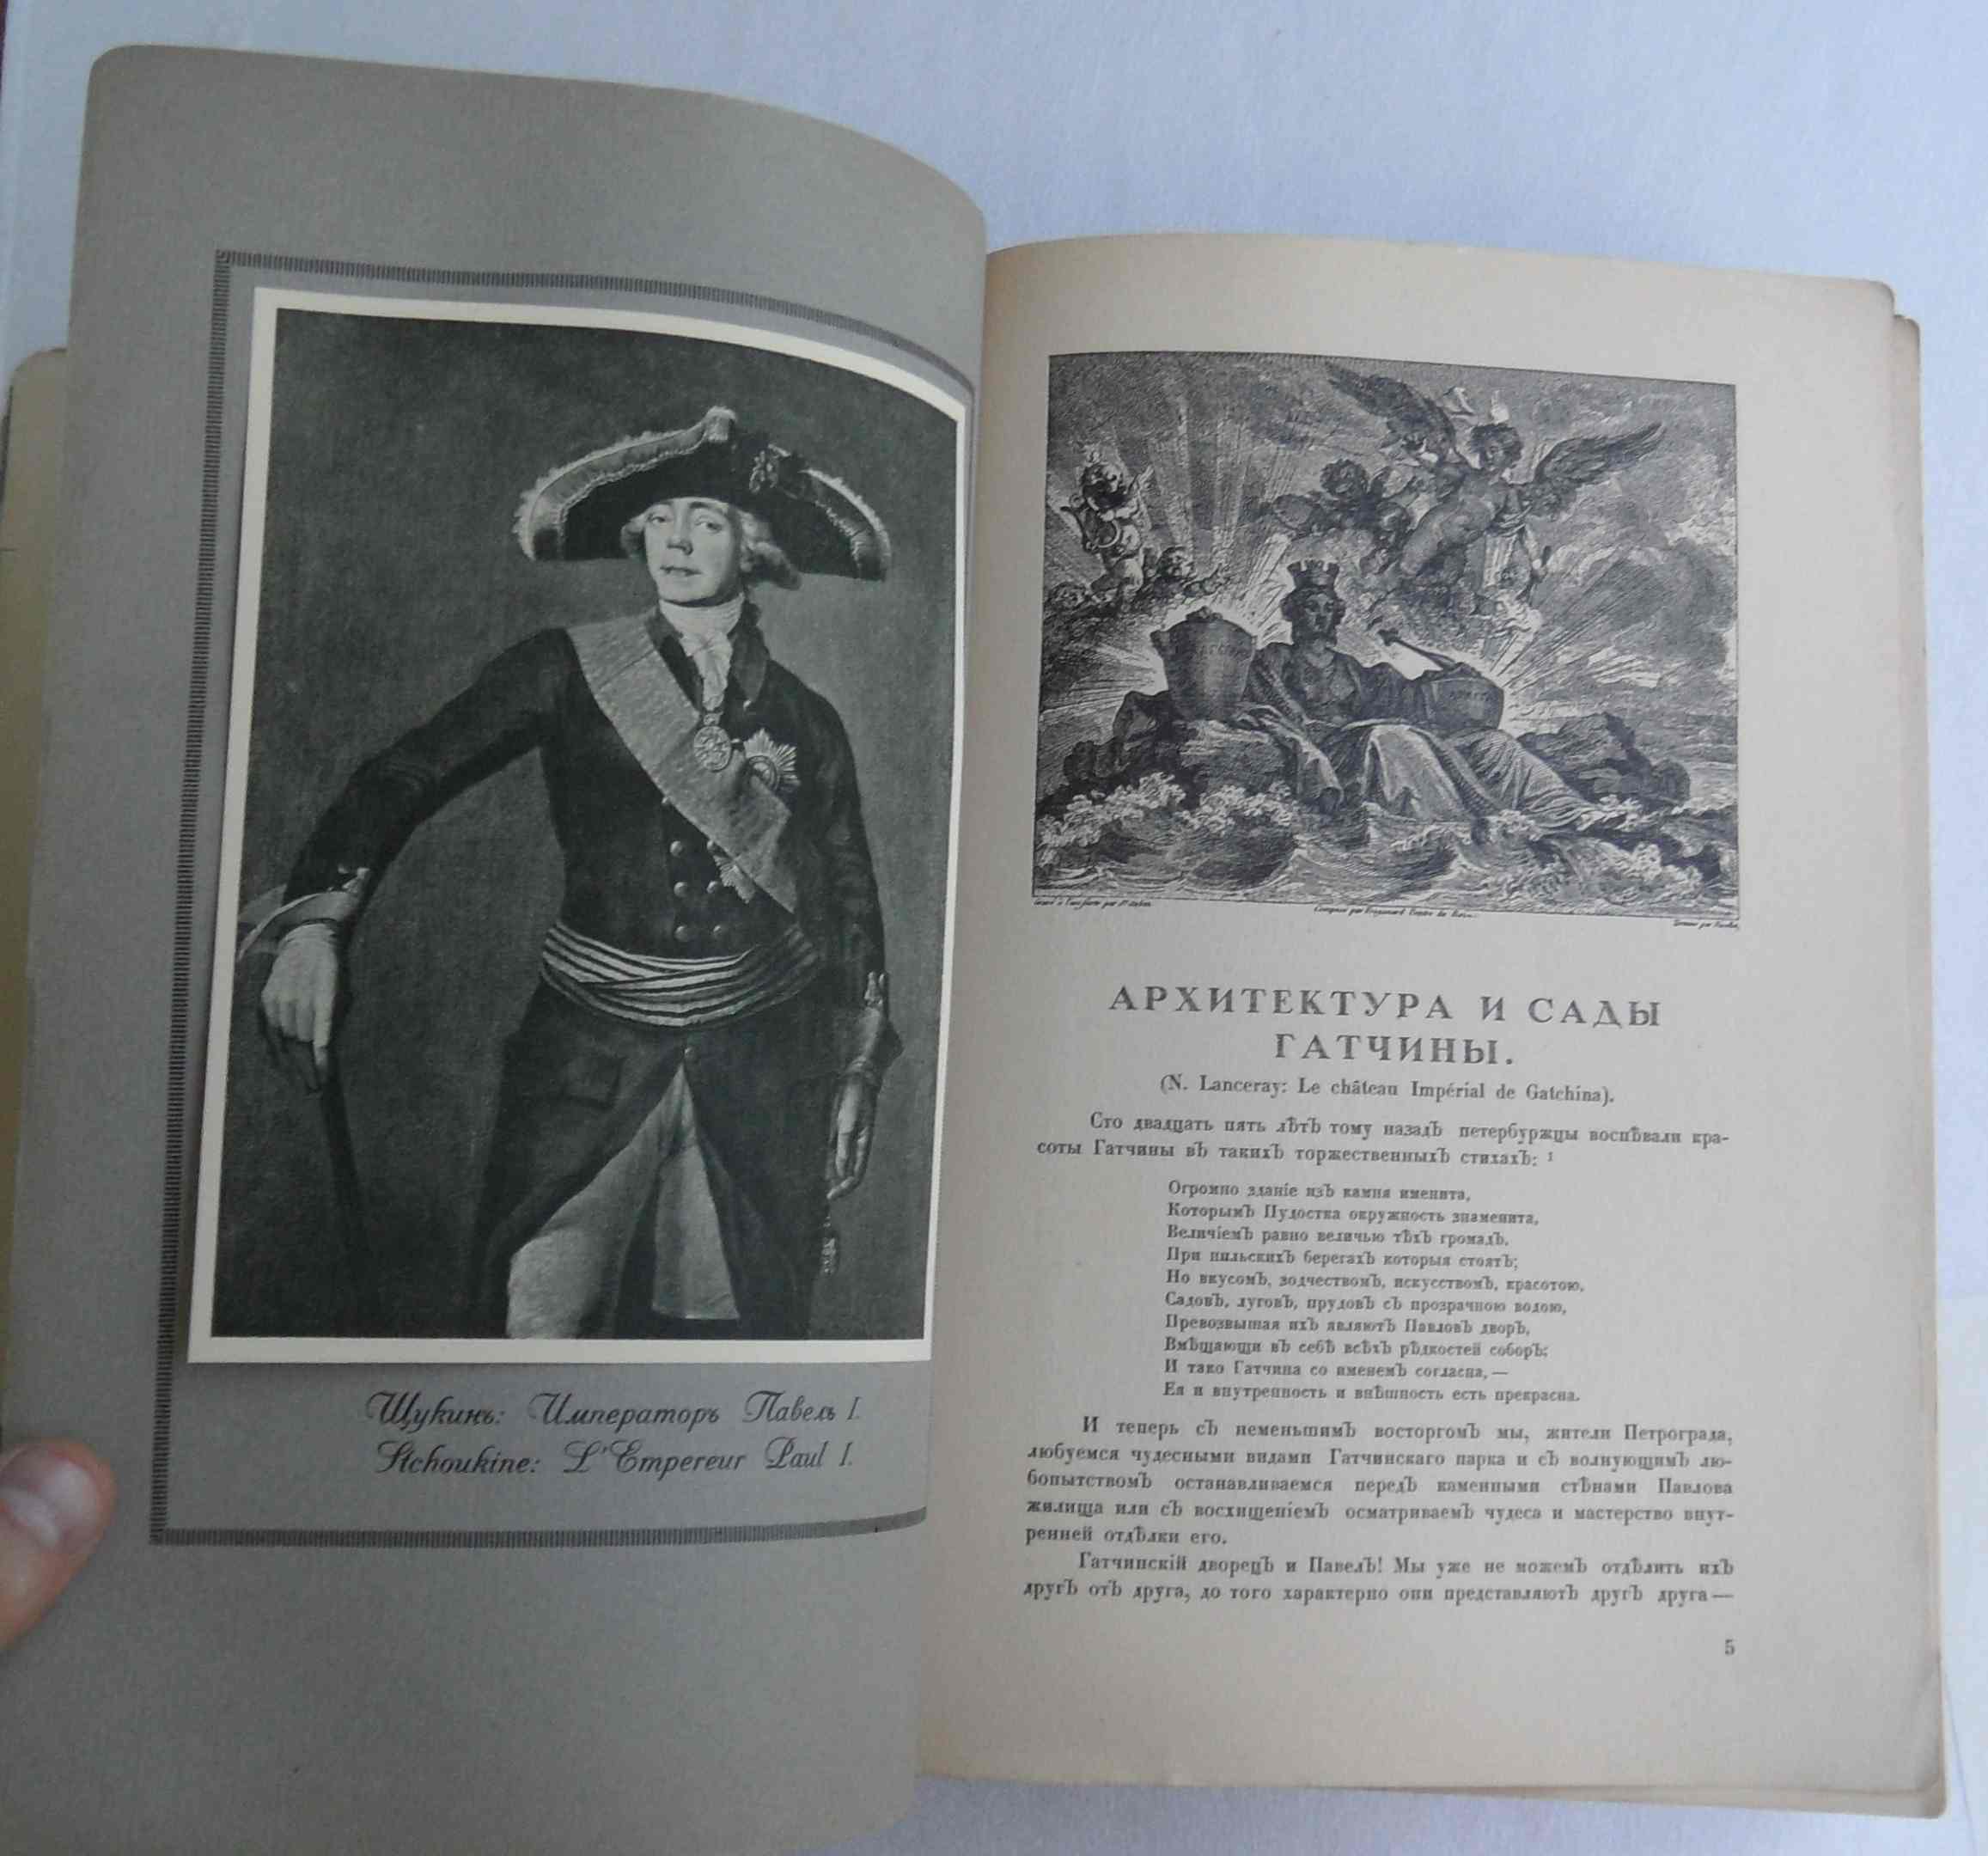 Щукинъ: Императоръ Павелъ I.
Stchoukine: L'Empereur Paul I.
АРХИТЕКТУРА И САДЫ
ГАТЧИНЫ.
(N. Lanceray: Le château Impérial de Gatchina).
Сто двадцать пять лѣтъ тому назадъ петербуржцы воспѣвали кра-
соты Гатчины въ такихъ торжественныхъ стихахъ: 1
Огромно зданіе изъ камня именита,
Которымъ Пудостка окружность знаменита,
Величіемъ равно величью тѣхъ громадъ,
При нильскихъ берегахъ которыя стоятъ;
Но вкусомъ, зодчествомъ, искусствомъ, красотою,
Садовъ, луговъ, прудовъ съ прозрачною водою,
Превозвышая ихъ являютъ Павловъ дворъ,
Вмѣщающи въ себѣ всѣхъ рѣдкостей соборъ;
И тако Гатчина со именемъ согласна,—
Ея и внутренность и внѣшность есть прекрасна.
И теперь съ неменьшимъ восторгомъ мы, жители Петрограда,
любуемся чудесными видами Гатчинскаго парка и съ волнующимъ лю-
бопытствомъ останавливаемся передъ каменными стѣнами Павлова
жилища или съ восхищеніемъ осматриваемъ чудеса и мастерство внут-
ренней отдѣлки его.
Гатчинскій дворецъ и Павелъ! Мы уже не можемъ отдѣлить ихъ
другъ отъ друга, до того характерно они представляютъ другъ друга—
5